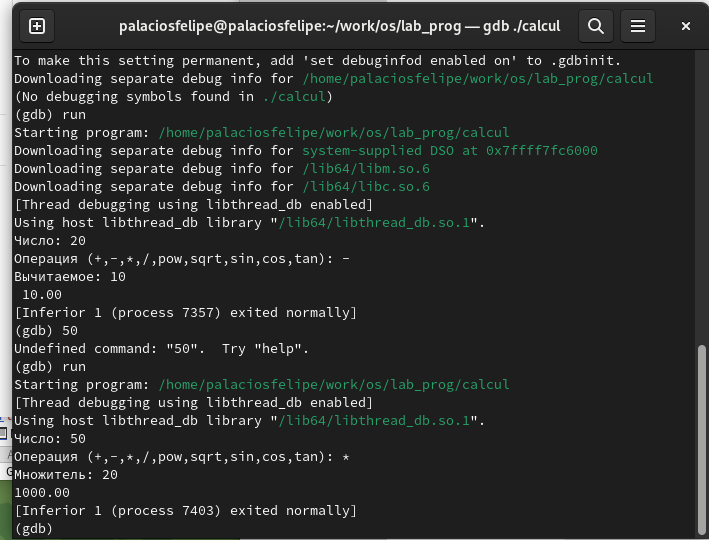 palaciosfelipe@palaciosfelipe:~/work/os/lab_prog — gdb ./calcul
To make this setting permanent, add 'set debuginfod enabled on' to .gdbinit.
Downloading separate debug info for /home/palaciosfelipe/work/os/lab_prog/calcul
(No debugging symbols found in ./calcul)
(gdb) run
Starting program: /home/palaciosfelipe/work/os/lab_prog/calcul
Downloading separate debug info for system-supplied DSO at 0x7ffff7fc6000
Downloading separate debug info for /lib64/libm.so.6
Downloading separate debug info for /lib64/libc.so.6
[Thread debugging using libthread_db enabled]
Using host libthread_db library "/lib64/libthread_db.so.1".
Число: 20
Операция (+,-,*,/,pow,sqrt,sin,cos,tan): -
Вычитаемое: 10
 10.00
[Inferior 1 (process 7357) exited normally]
(gdb) 50
Undefined command: "50".  Try "help".
(gdb) run
Starting program: /home/palaciosfelipe/work/os/lab_prog/calcul
[Thread debugging using libthread_db enabled]
Using host libthread_db library "/lib64/libthread_db.so.1".
Число: 50
Операция (+,-,*,/,pow,sqrt,sin,cos,tan): *
Множитель: 20
1000.00
[Inferior 1 (process 7403) exited normally]
(gdb)